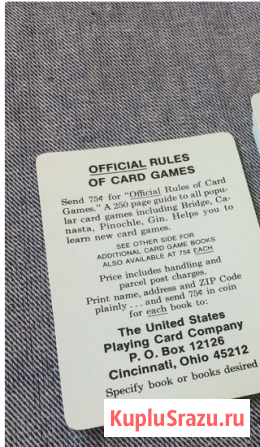 OFFICIAL RULES
OF CARD GAMES
Send 75¢ for "Official Rules of Card
Games." A 250 page guide to all popu-
lar card games including Bridge, Ca-
nasta, Pinochle, Gin. Helps you to
learn new card games.
SEE OTHER SIDE FOR
ADDITIONAL CARD GAME BOOKS
ALSO AVAILABLE AT 75¢ EACH
Price includes handling and
parcel post charges.
Print name, address and ZIP Code
plainly . . . and send 75¢ in coin
for each book to:
The United States
Playing Card Company
P. O. Box 12126
Cincinnati, Ohio 45212
Specify book or books desired
KupluSrazu.ru